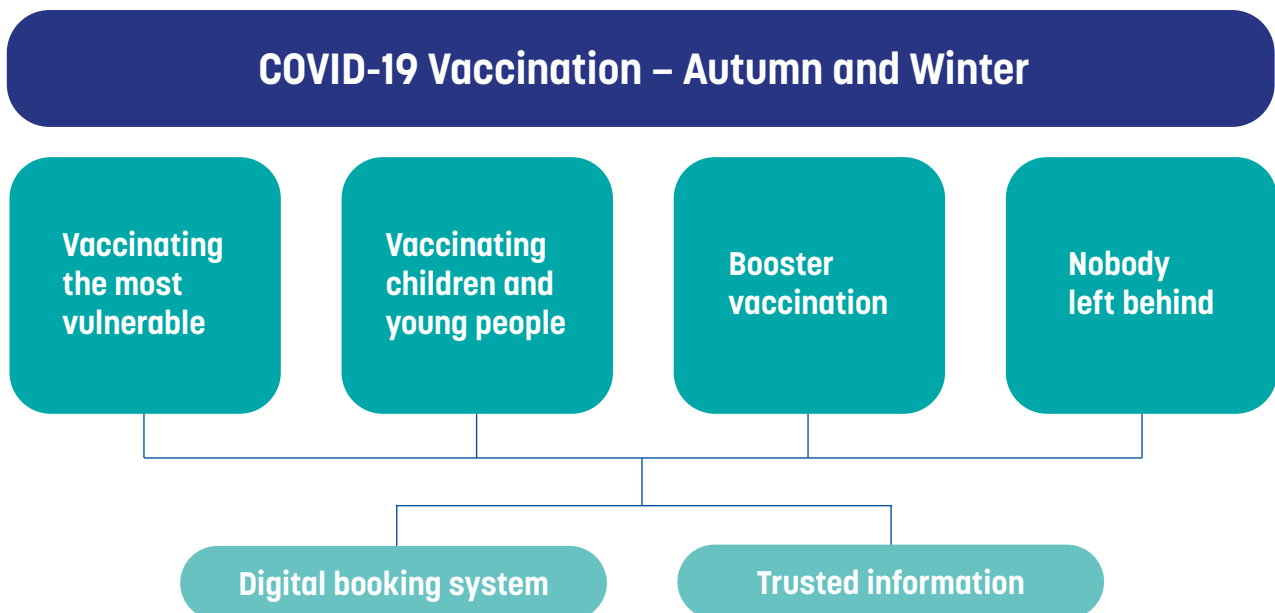 COVID-19 Vaccination – Autumn and Winter
Vaccinating
the most
vulnerable
Vaccinating
children and
young people
Booster
vaccination
Nobody
left behind
Digital booking system
Trusted information